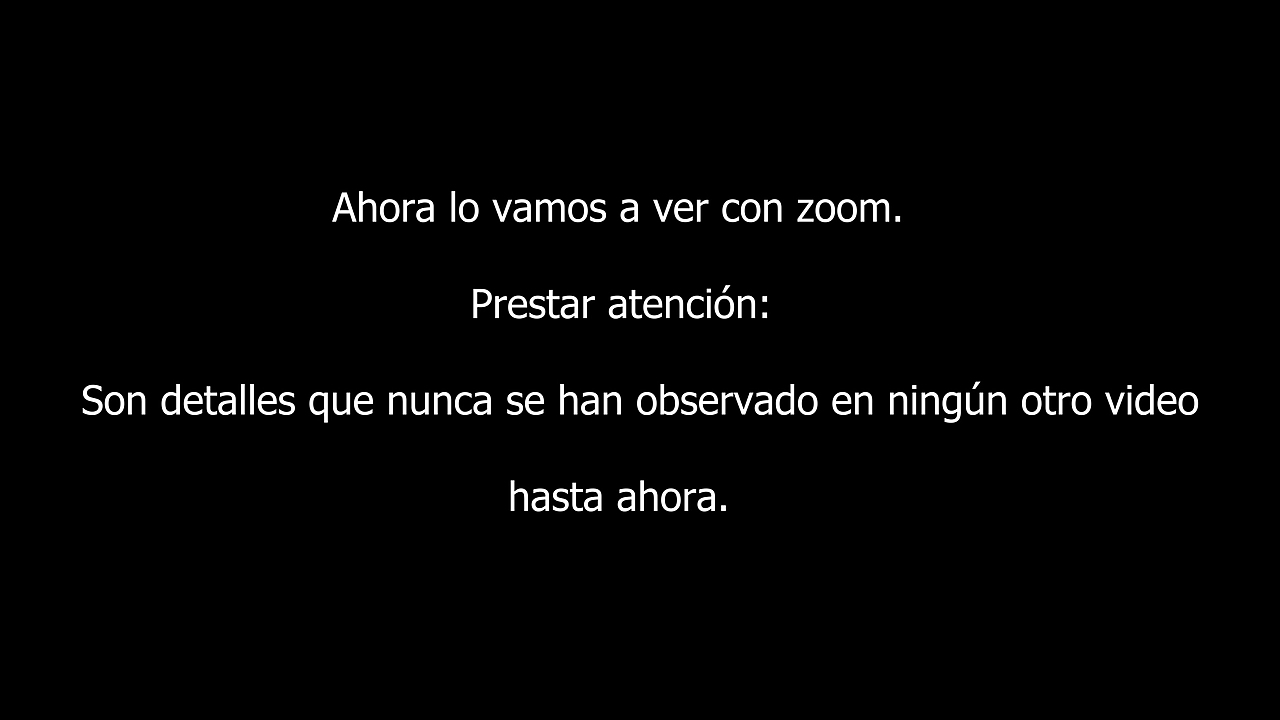 Ahora lo vamos a ver con zoom.
Prestar atención:
Son detalles que nunca se han observado en ningún otro video
hasta ahora.